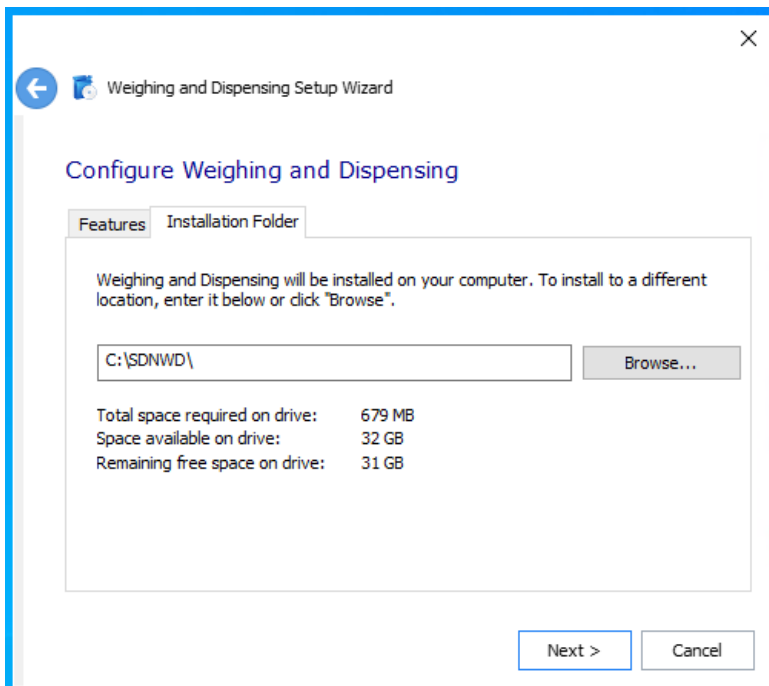 Weighing and Dispensing Setup Wizard
Configure Weighing and Dispensing
Features Installation Folder
Weighing and Dispensing will be installed on your computer. To install to a different
location, enter it below or click "Browse".
C:\SDNWD\ Browse...
Total space required on drive: 679 MB
Space available on drive: 32 GB
Remaining free space on drive: 31 GB
Next > Cancel